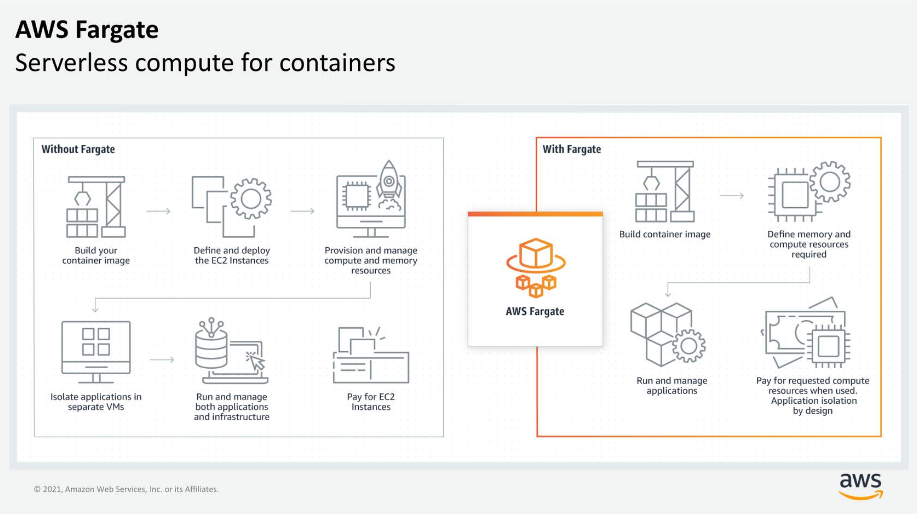 AWS Fargate
Serverless compute for containers
Without Fargate
Build your
container image
Define and deploy
the EC2 Instances
Provision and manage
compute and memory
resources
Isolate applications in
separate VMs
Run and manage
both applications
and infrastructure
Pay for EC2
Instances
AWS Fargate
With Fargate
Build container image
Define memory and
compute resources
required
Run and manage
applications
Pay for requested compute
resources when used.
Application isolation
by design
© 2021, Amazon Web Services, Inc. or its Affiliates.
aws